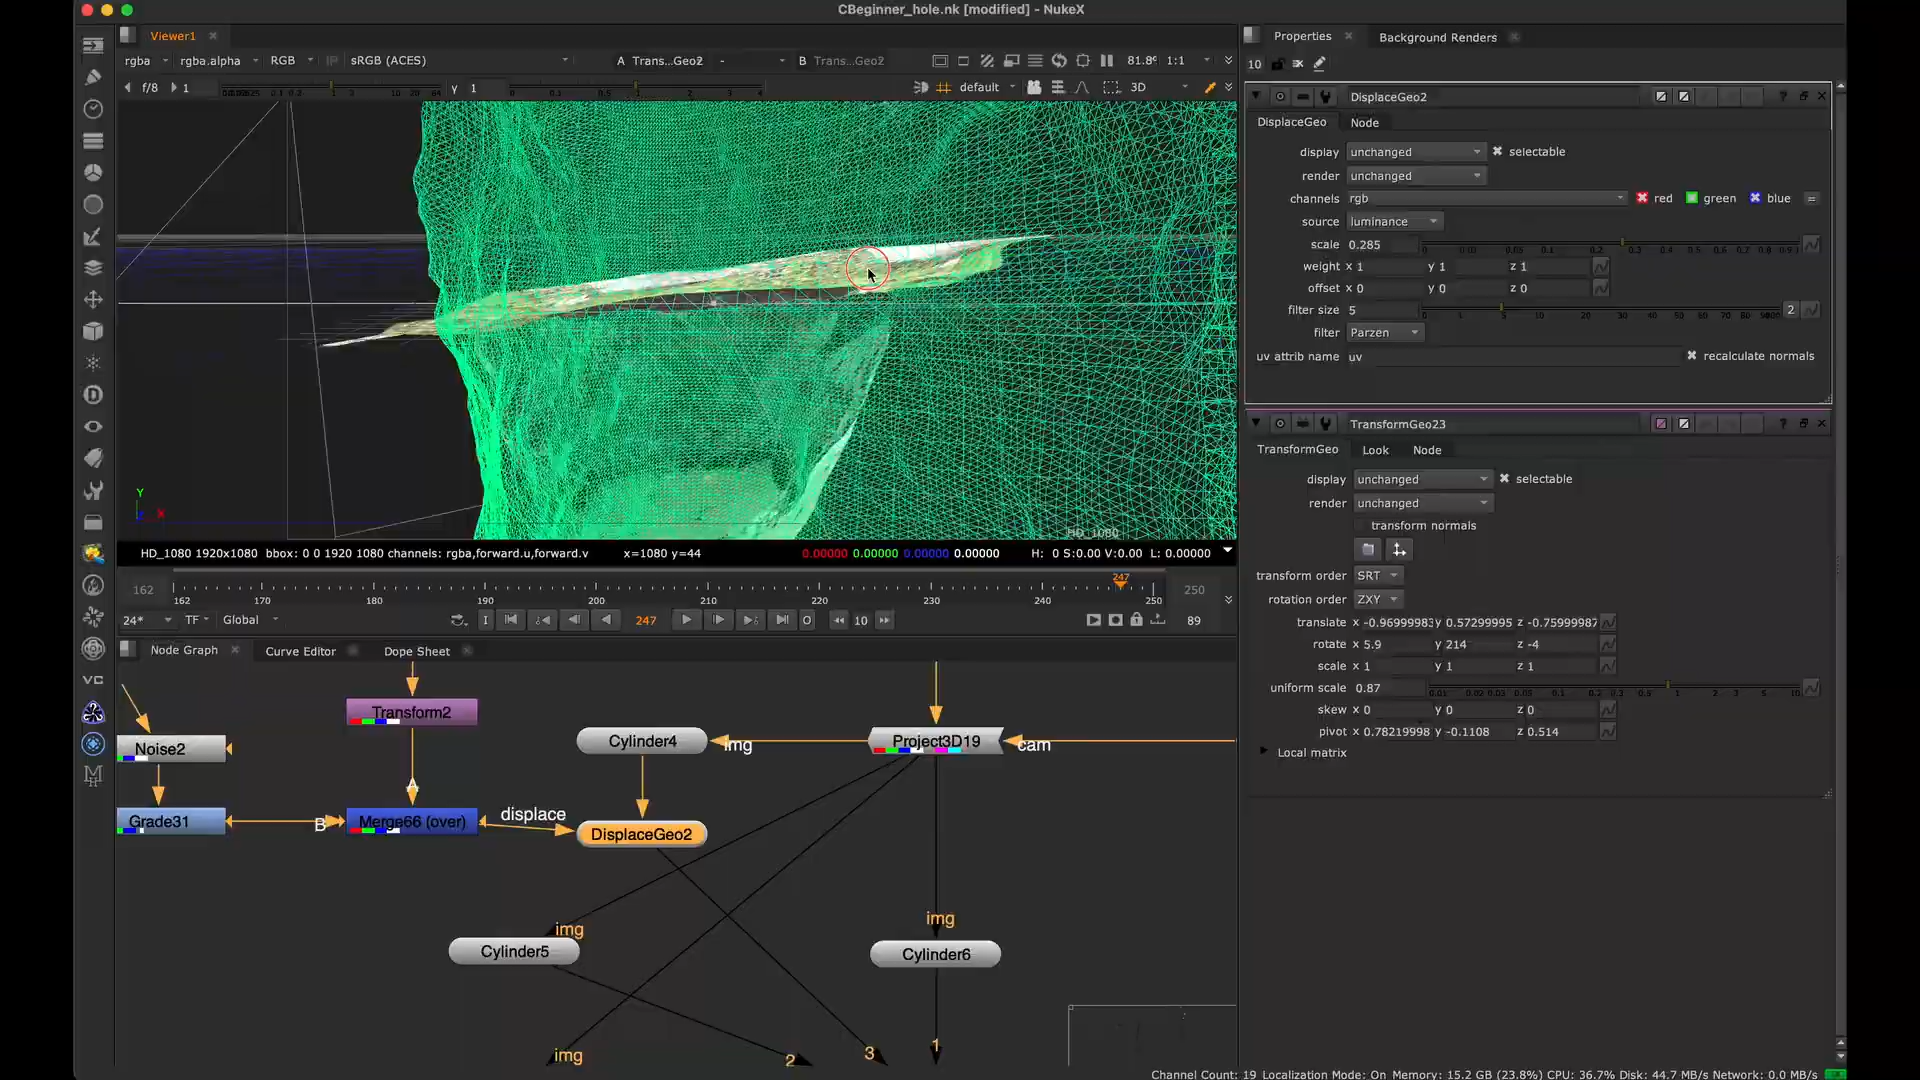 CBeginner_hole.nk [modified] - NukeX
Viewer1
rgba
rgba.alpha
RGB
IP
sRGB (ACES)
A Trans...Geo2
-
B Trans...Geo2
81.8
1:1
f/8
1
y 1
default
3D
Y
X
HD_1080
HD_1080 1920x1080 bbox: 0 0 1920 1080 channels: rgba,forward.u,forward.v
x=1080 y=44
0.00000 0.00000 0.00000 0.00000
H: 0 S:0.00 V:0.00 L: 0.00000
162
162 170 180 190 200 210 220 230 240 247 250
250
24*
TF
Global
I
247
O
10
89
Node Graph
Curve Editor
Dope Sheet
VC
Transform2
Noise2
A
Grade31
B
Merge66 (over)
displace
Cylinder4
img
Project3D19
cam
DisplaceGeo2
img
Cylinder5
img
Cylinder6
img
2
3
1
Properties
Background Renders
10
DisplaceGeo2
DisplaceGeo
Node
display unchanged selectable
render unchanged
channels rgb red green blue =
source luminance
scale 0.285
weight x 1 y 1 z 1
offset x 0 y 0 z 0
filter size 5 2
filter Parzen
uv attrib name uv recalculate normals
TransformGeo23
TransformGeo
Look
Node
display unchanged selectable
render unchanged
transform normals
transform order SRT
rotation order ZXY
translate x -0.9699998 y 0.57299995 z -0.75999987
rotate x 5.9 y 214 z -4
scale x 1 y 1 z 1
uniform scale 0.87
skew x 0 y 0 z 0
pivot x 0.78219998 y -0.1108 z 0.514
Local matrix
Channel Count: 19 Localization Mode: On Memory: 15.2 GB (23.8%) CPU: 36.7% Disk: 44.7 MB/s Network: 0.0 MB/s